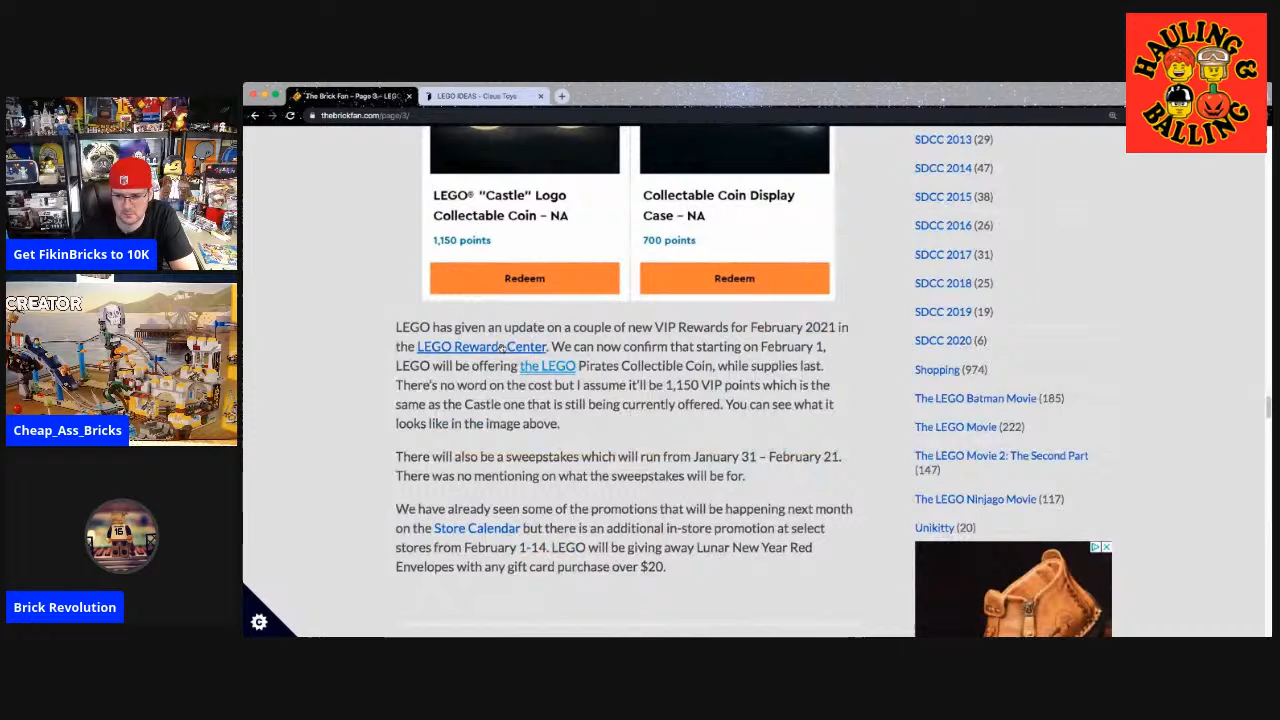 HAULING &
BALLING
The Brick Fan - Page 3 - LEG
LEGO IDEAS - Claus Toys
thebrickfan.com/page/3/
Get FikinBricks to 10K
CREATOR
Cheap_Ass_Bricks
16
Brick Revolution
LEGO® "Castle" Logo
Collectable Coin - NA
1,150 points
Redeem
Collectable Coin Display
Case - NA
700 points
Redeem
LEGO has given an update on a couple of new VIP Rewards for February 2021 in
the LEGO Rewards Center. We can now confirm that starting on February 1,
LEGO will be offering the LEGO Pirates Collectible Coin, while supplies last.
There's no word on the cost but I assume it'll be 1,150 VIP points which is the
same as the Castle one that is still being currently offered. You can see what it
looks like in the image above.
There will also be a sweepstakes which will run from January 31 – February 21.
There was no mentioning on what the sweepstakes will be for.
We have already seen some of the promotions that will be happening next month
on the Store Calendar but there is an additional in-store promotion at select
stores from February 1-14. LEGO will be giving away Lunar New Year Red
Envelopes with any gift card purchase over $20.
SDCC 2013 (29)
SDCC 2014 (47)
SDCC 2015 (38)
SDCC 2016 (26)
SDCC 2017 (31)
SDCC 2018 (25)
SDCC 2019 (19)
SDCC 2020 (6)
Shopping (974)
The LEGO Batman Movie (185)
The LEGO Movie (222)
The LEGO Movie 2: The Second Part
(147)
The LEGO Ninjago Movie (117)
Unikitty (20)